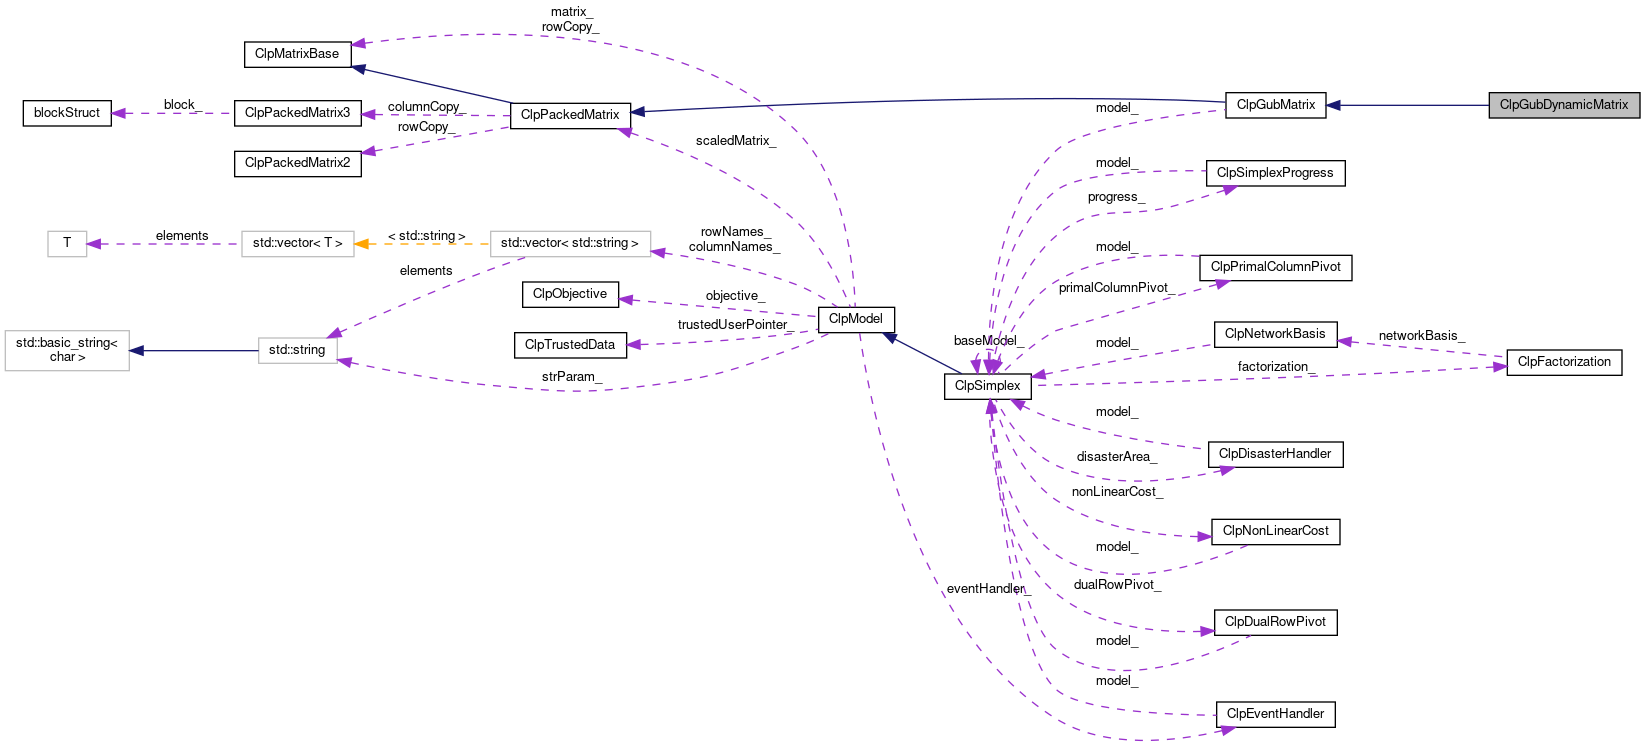 matrix_
rowCopy_
ClpMatrixBase
blockStruct
block_
ClpPackedMatrix3
columnCopy_
rowCopy_
ClpPackedMatrix
ClpPackedMatrix2
scaledMatrix_
model_
ClpGubMatrix
ClpGubDynamicMatrix
model_
ClpSimplexProgress
progress_
T
elements
std::vector< T >
< std::string >
std::vector< std::string >
rowNames_
columnNames_
elements
model_
ClpPrimalColumnPivot
primalColumnPivot_
ClpObjective
objective_
trustedUserPointer_
ClpTrustedData
ClpModel
std::basic_string<
char >
std::string
strParam_
baseModel_
ClpSimplex
model_
ClpNetworkBasis
networkBasis_
ClpFactorization
factorization_
model_
ClpDisasterHandler
disasterArea_
nonLinearCost_
ClpNonLinearCost
model_
eventHandler_
dualRowPivot_
ClpDualRowPivot
model_
model_
ClpEventHandler